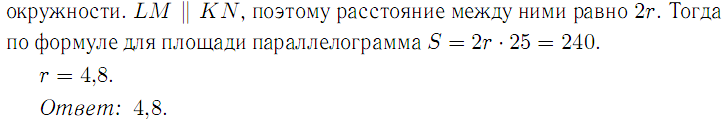 окружности. LM ∥ KN, поэтому расстояние между ними равно 2r. Тогда
по формуле для площади параллелограмма S = 2r · 25 = 240.
r = 4,8.
Ответ: 4,8.